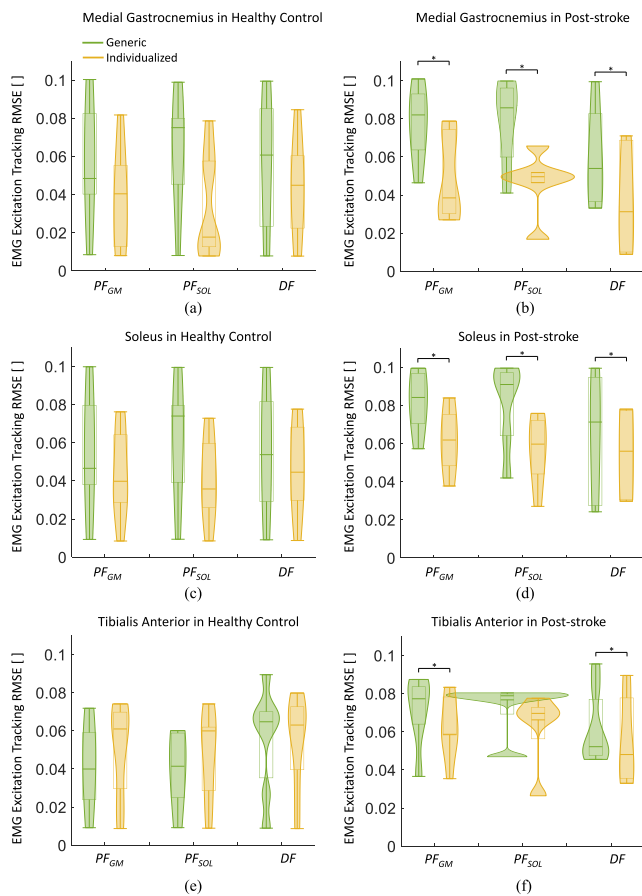 Medial Gastrocnemius in Healthy Control
Generic
Individualized
EMG Excitation Tracking RMSE [ ]
0.1
0.08
0.06
0.04
0.02
0
PF_GM
PF_SOL
DF
(a)
Medial Gastrocnemius in Post-stroke
*
*
*
EMG Excitation Tracking RMSE [ ]
0.1
0.08
0.06
0.04
0.02
0
PF_GM
PF_SOL
DF
(b)
Soleus in Healthy Control
EMG Excitation Tracking RMSE [ ]
0.1
0.08
0.06
0.04
0.02
0
PF_GM
PF_SOL
DF
(c)
Soleus in Post-stroke
*
*
*
EMG Excitation Tracking RMSE [ ]
0.1
0.08
0.06
0.04
0.02
0
PF_GM
PF_SOL
DF
(d)
Tibialis Anterior in Healthy Control
EMG Excitation Tracking RMSE [ ]
0.1
0.08
0.06
0.04
0.02
0
PF_GM
PF_SOL
DF
(e)
Tibialis Anterior in Post-stroke
*
*
EMG Excitation Tracking RMSE [ ]
0.1
0.08
0.06
0.04
0.02
0
PF_GM
PF_SOL
DF
(f)